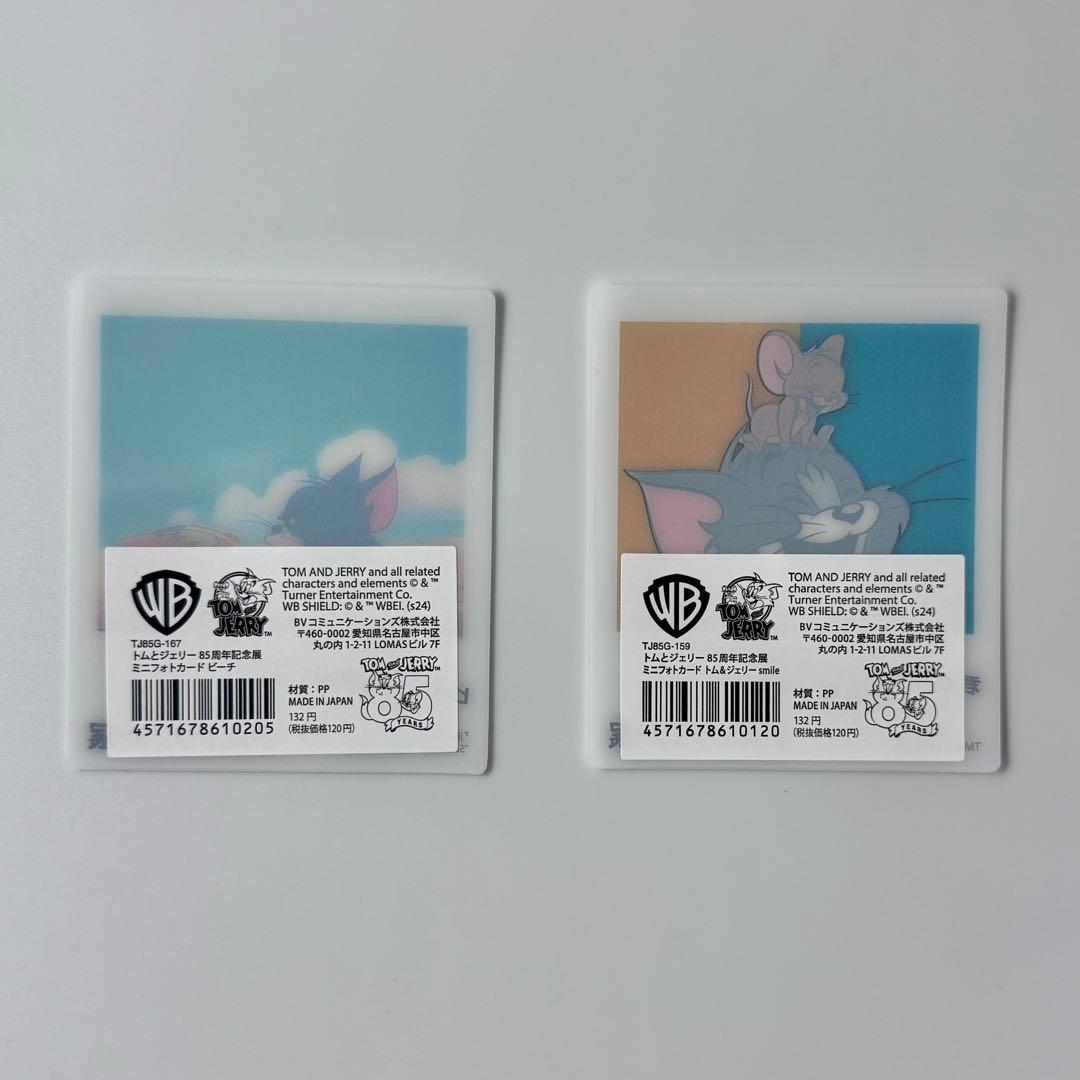 WB
TOM AND JERRY
TOM AND JERRY and all related
characters and elements © & ™
Turner Entertainment Co.
WB SHIELD: © & ™ WBEI. (s24)
BVコミュニケーションズ株式会社
〒460-0002 愛知県名古屋市中区
丸の内 1-2-11 LOMASビル 7F
TJ85G-167
トムとジェリー 85周年記念展
ミニフォトカード ビーチ
4571678610205
材質：PP
MADE IN JAPAN
132 円
(税抜価格120円)
TOM AND JERRY
85
YEARS
WB
TOM AND JERRY
TOM AND JERRY and all related
characters and elements © & ™
Turner Entertainment Co.
WB SHIELD: © & ™ WBEI. (s24)
BVコミュニケーションズ株式会社
〒460-0002 愛知県名古屋市中区
丸の内 1-2-11 LOMASビル 7F
TJ85G-159
トムとジェリー 85周年記念展
ミニフォトカード トム&ジェリー smile
4571678610120
材質：PP
MADE IN JAPAN
132 円
(税抜価格120円)
TOM AND JERRY
85
YEARS